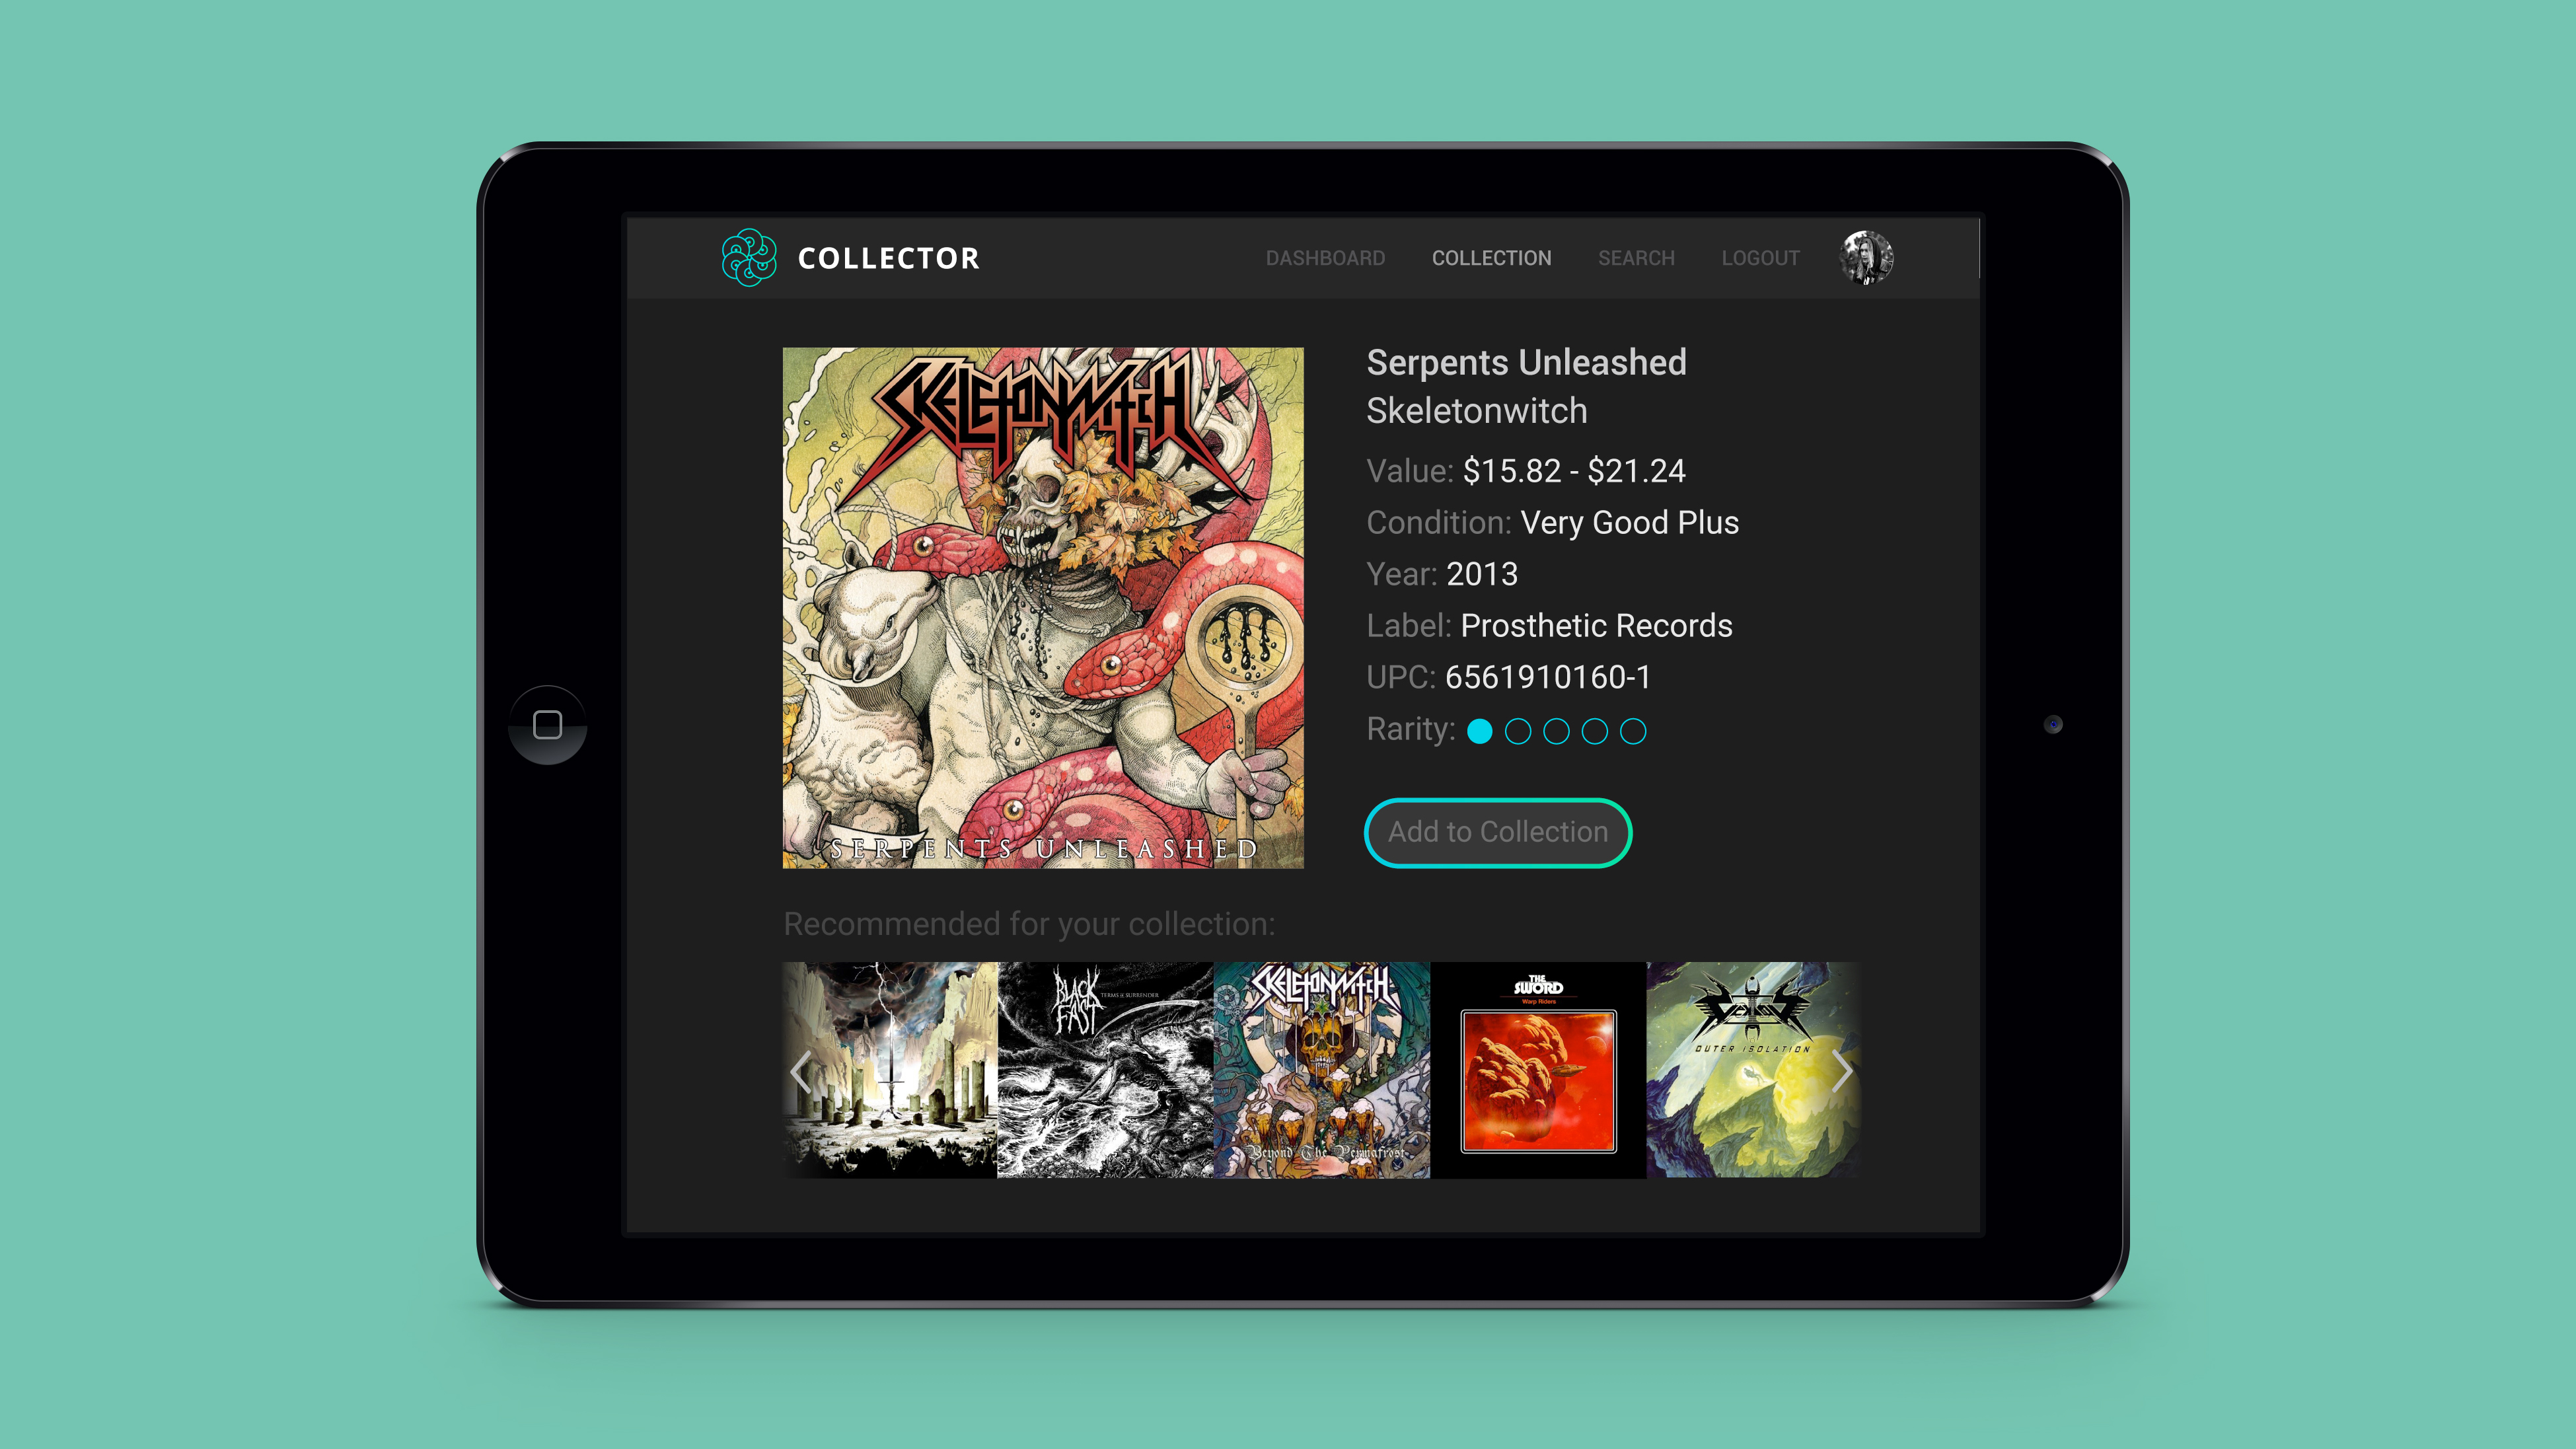 COLLECTOR
DASHBOARD COLLECTION SEARCH LOGOUT
SKELETONWITCH
SERPENTS UNLEASHED
Serpents Unleashed
Skeletonwitch
Value: $15.82 - $21.24
Condition: Very Good Plus
Year: 2013
Label: Prosthetic Records
UPC: 6561910160-1
Rarity:
Add to Collection
Recommended for your collection:
BLACK
FAST
TERMS OF SURRENDER
SKELETONWITCH
Beyond The Permafrost
THE
SWORD
Warp Riders
VEKTOR
OUTER ISOLATION